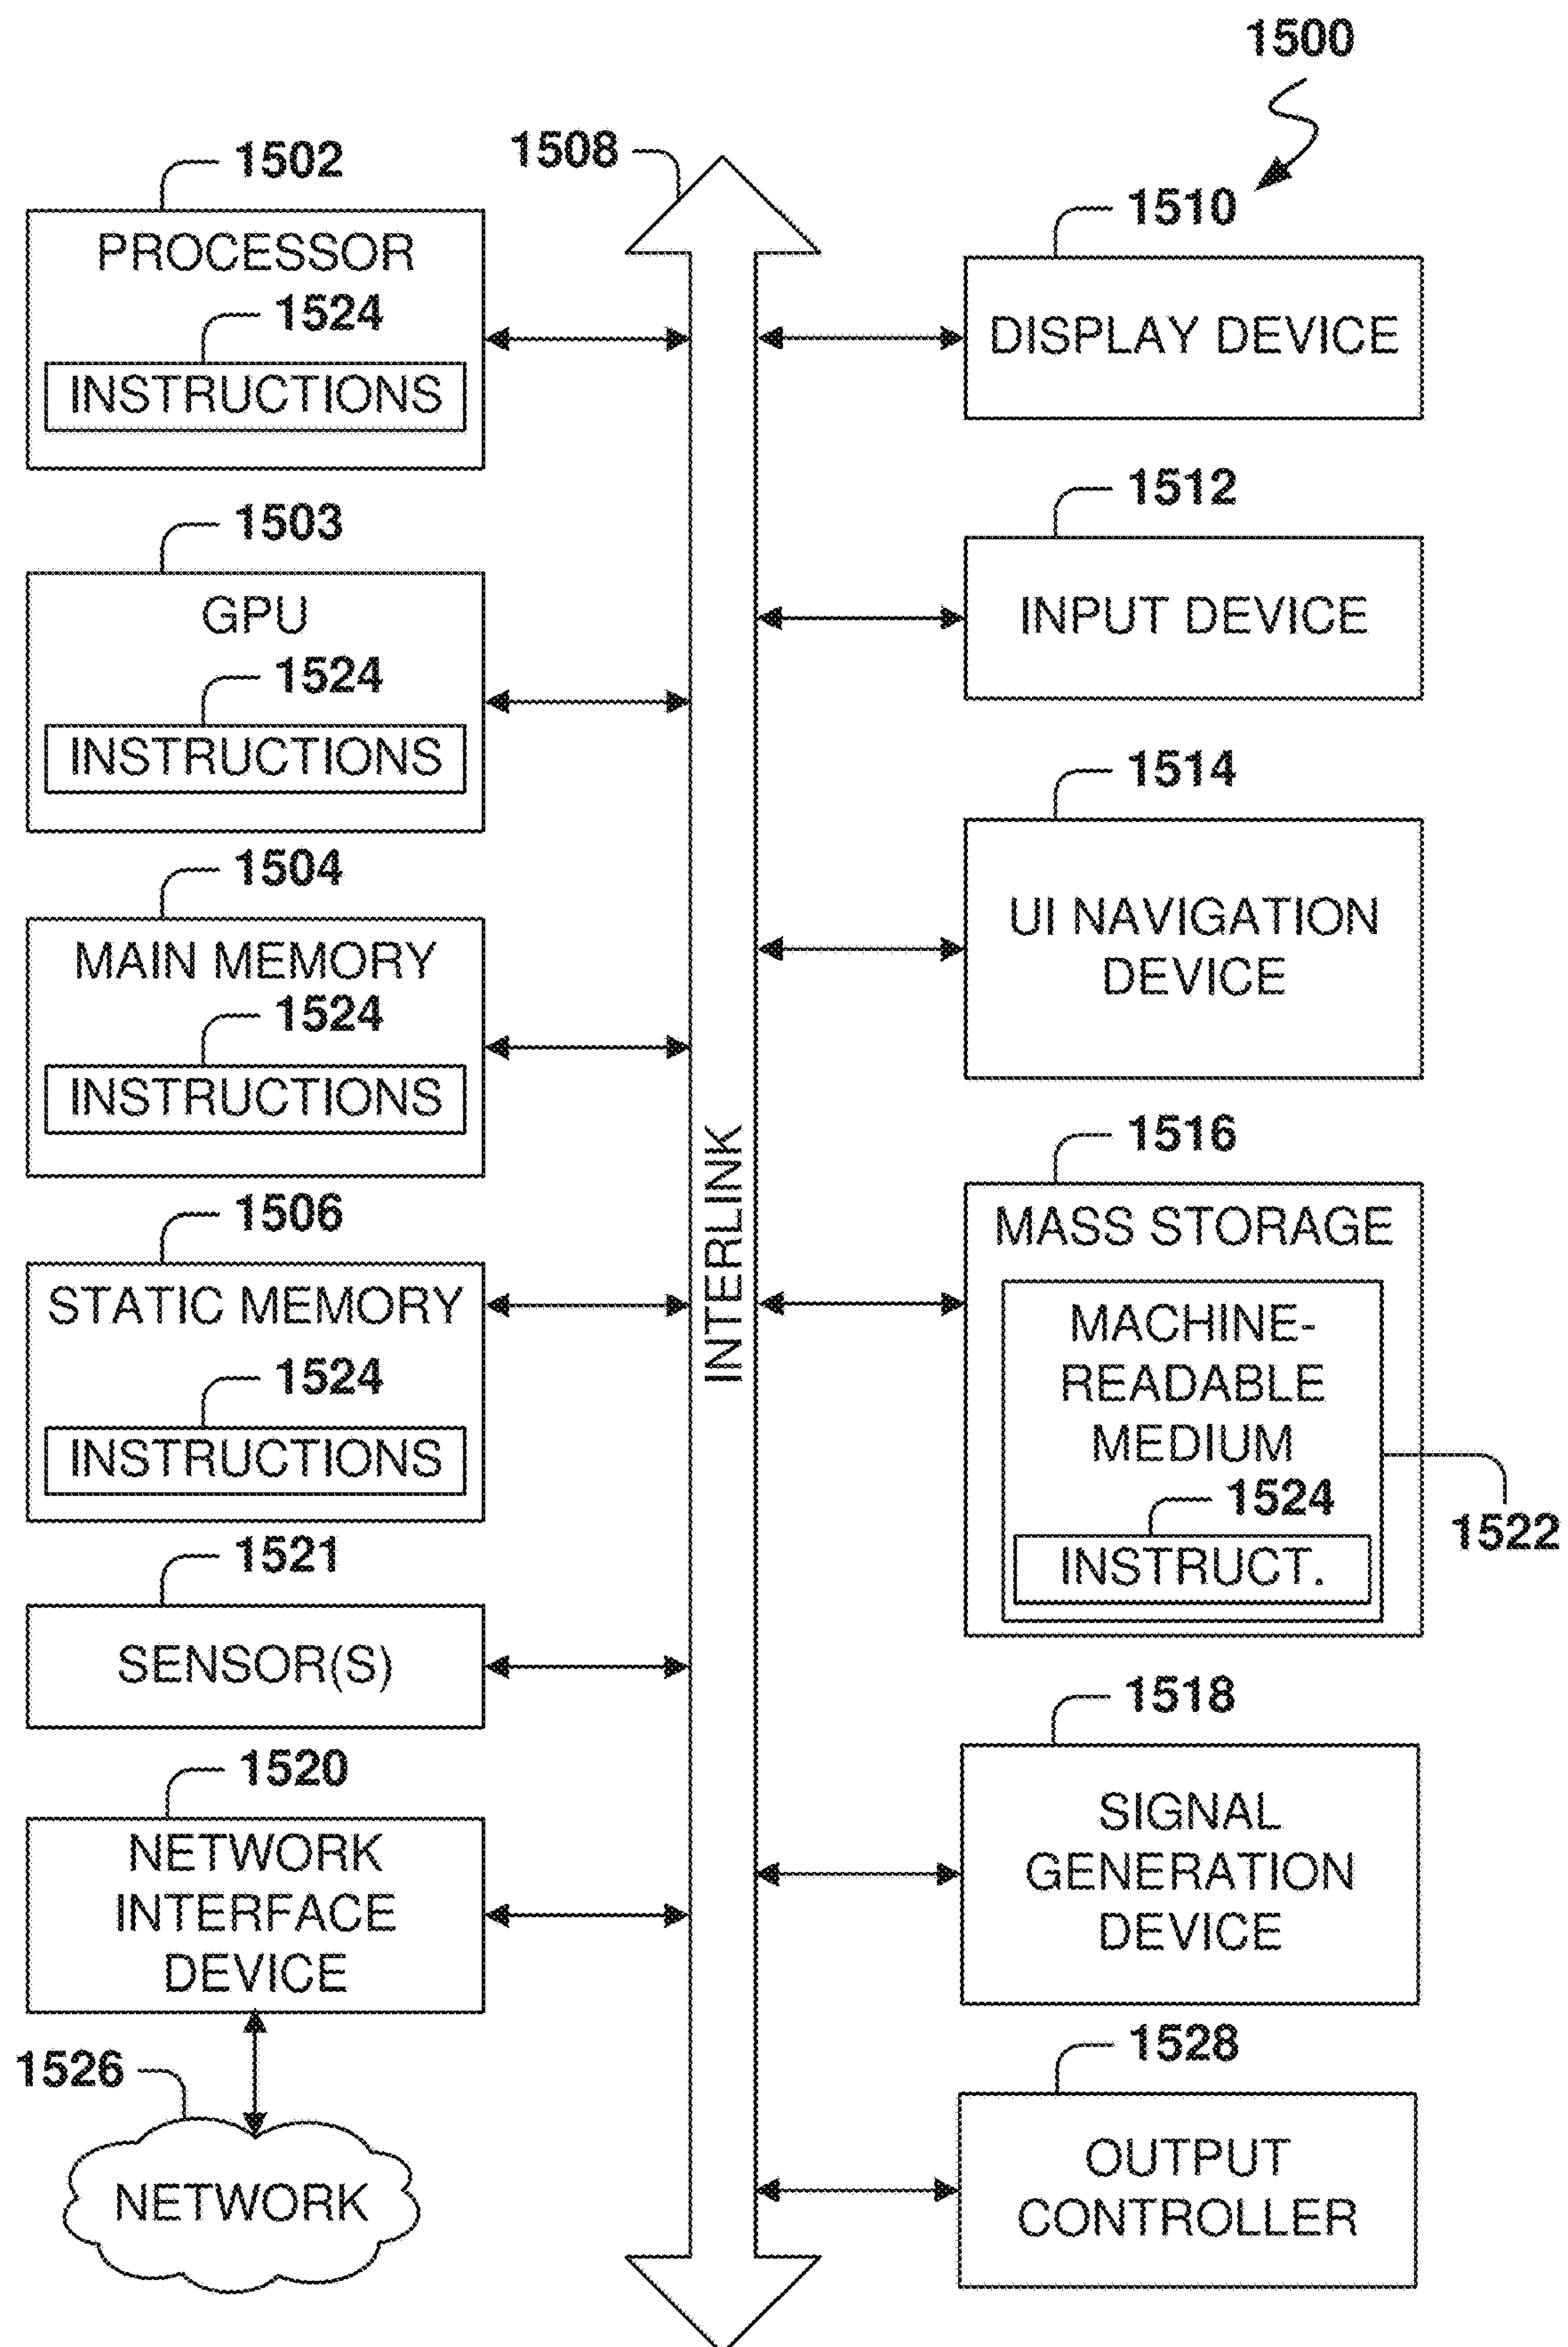 1500
1502
PROCESSOR
1524
INSTRUCTIONS
1503
GPU
1524
INSTRUCTIONS
1504
MAIN MEMORY
1524
INSTRUCTIONS
1506
STATIC MEMORY
1524
INSTRUCTIONS
1521
SENSOR(S)
1520
NETWORK
INTERFACE
DEVICE
1526
NETWORK
1508
INTERLINK
1510
DISPLAY DEVICE
1512
INPUT DEVICE
1514
UI NAVIGATION
DEVICE
1516
MASS STORAGE
MACHINE-
READABLE
MEDIUM
1524
INSTRUCT.
1522
1518
SIGNAL
GENERATION
DEVICE
1528
OUTPUT
CONTROLLER